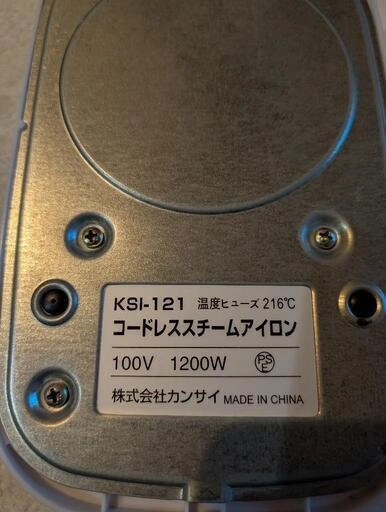 KSI-121 温度ヒューズ 216℃
コードレススチームアイロン
100V 1200W PSE
株式会社カンサイ MADE IN CHINA